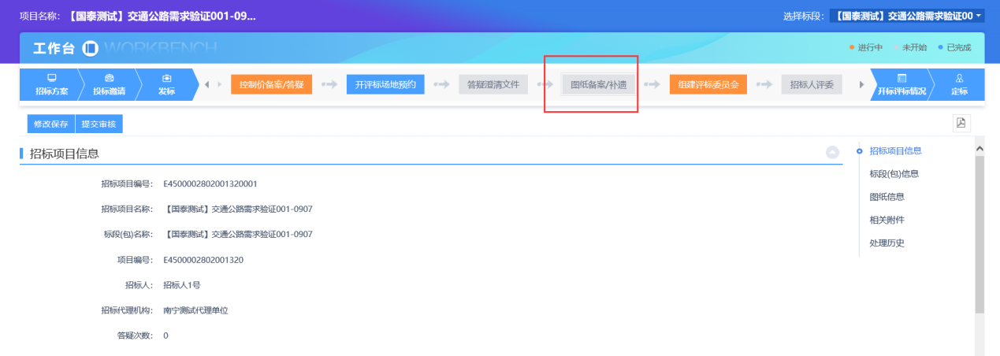 项目名称: 【国泰测试】交通公路需求验证001-09... 选择标段: 【国泰测试】交通公路需求验证00
工作台 WORKBENCH 进行中 未开始 已完成
招标方案 投标邀请 发标 控制价备案/答疑 开评标场地预约 答疑澄清文件 图纸备案/补遗 组建评标委员会 招标人评委 开标评标情况 定标
修改保存 提交审核
招标项目信息
招标项目编号: E4500002802001320001
招标项目名称: 【国泰测试】交通公路需求验证001-0907
标段(包)名称: 【国泰测试】交通公路需求验证001-0907
项目编号: E4500002802001320
招标人: 招标人1号
招标代理机构: 南宁测试代理单位
答疑次数: 0
招标项目信息
标段(包)信息
图纸信息
相关附件
处理历史